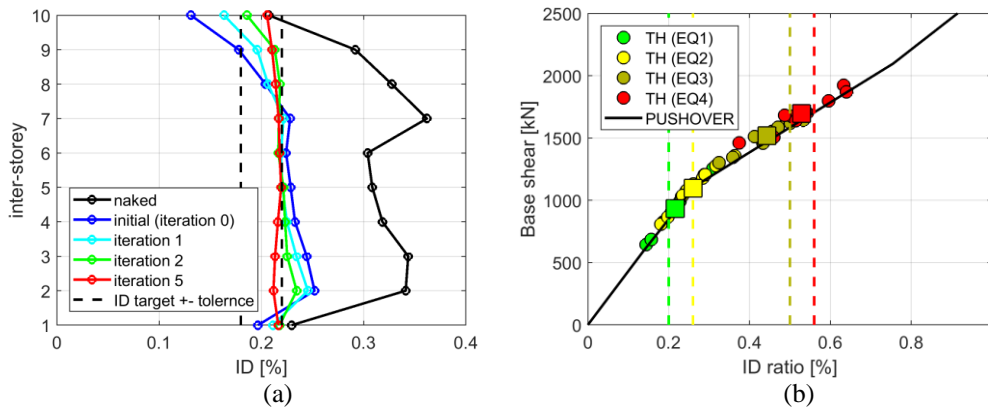 10
9
8
7
6
5
4
3
2
1
inter-storey
naked
initial (iteration 0)
iteration 1
iteration 2
iteration 5
ID target +- tolernce
0 0.1 0.2 0.3 0.4
ID [%]
(a)
2500
2000
1500
1000
500
0
Base shear [kN]
TH (EQ1)
TH (EQ2)
TH (EQ3)
TH (EQ4)
PUSHOVER
0 0.2 0.4 0.6 0.8
ID ratio [%]
(b)